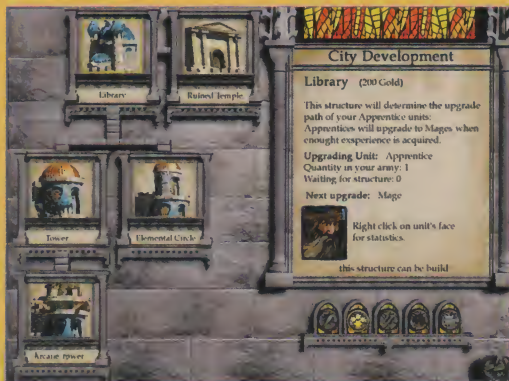 Library
Ruined Temple
Tower
Elemental Circle
Arcane tower
City Development
Library (200 Gold)
This structure will determine the upgrade
path of your Apprentice units:
Apprentices will upgrade to Mages when
enought exsperience is acquired.
Upgrading Unit: Apprentice
Quantity in your army: 1
Waiting for structure: 0
Next upgrade: Mage
Right click on unit's face
for statistics.
this structure can be build